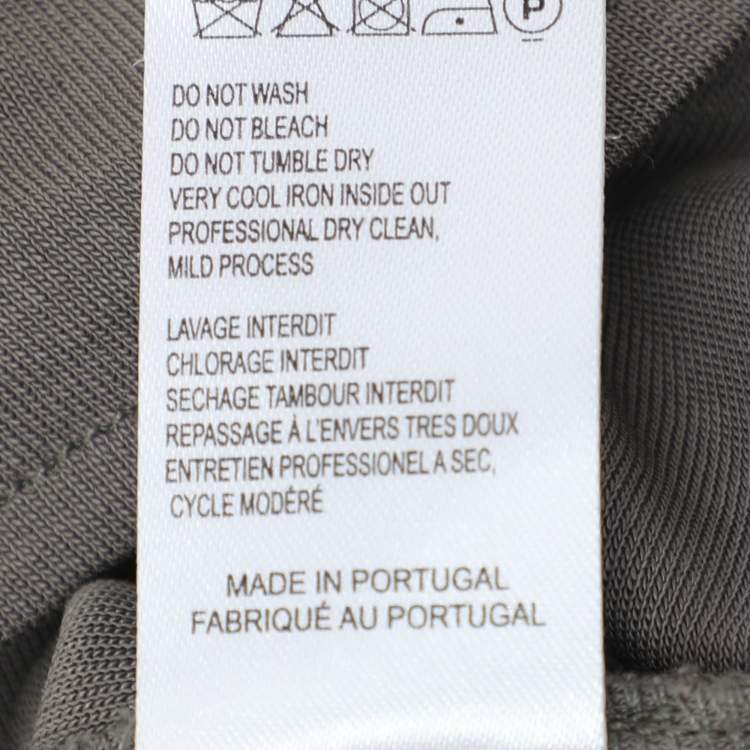 P
DO NOT WASH
DO NOT BLEACH
DO NOT TUMBLE DRY
VERY COOL IRON INSIDE OUT
PROFESSIONAL DRY CLEAN,
MILD PROCESS
LAVAGE INTERDIT
CHLORAGE INTERDIT
SECHAGE TAMBOUR INTERDIT
REPASSAGE À L'ENVERS TRES DOUX
ENTRETIEN PROFESSIONEL A SEC,
CYCLE MODÉRÉ
MADE IN PORTUGAL
FABRIQUÉ AU PORTUGAL